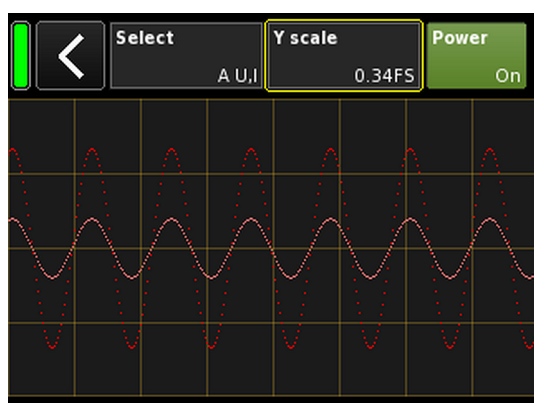 Select
A U,I
Y scale
0.34FS
Power
On